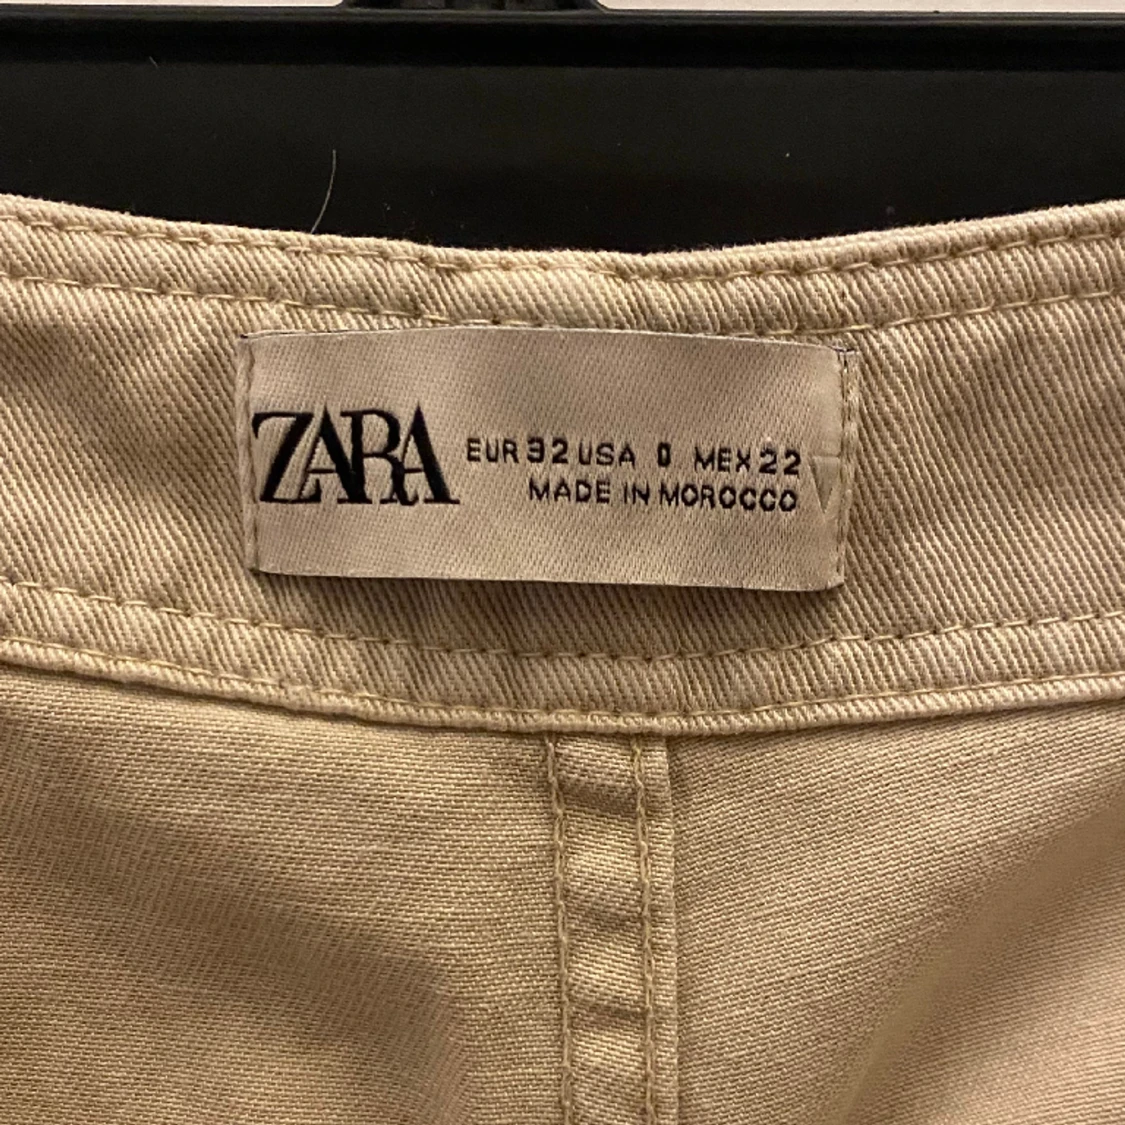 ZARA
EUR 32 USA 0 MEX 22
MADE IN MOROCCO